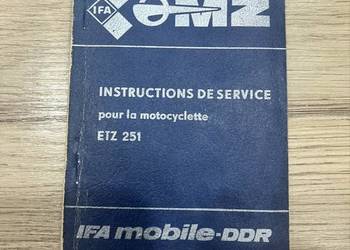 IFA
MZ
INSTRUCTIONS DE SERVICE
pour la motocyclette
ETZ 251
IFA mobile-DDR